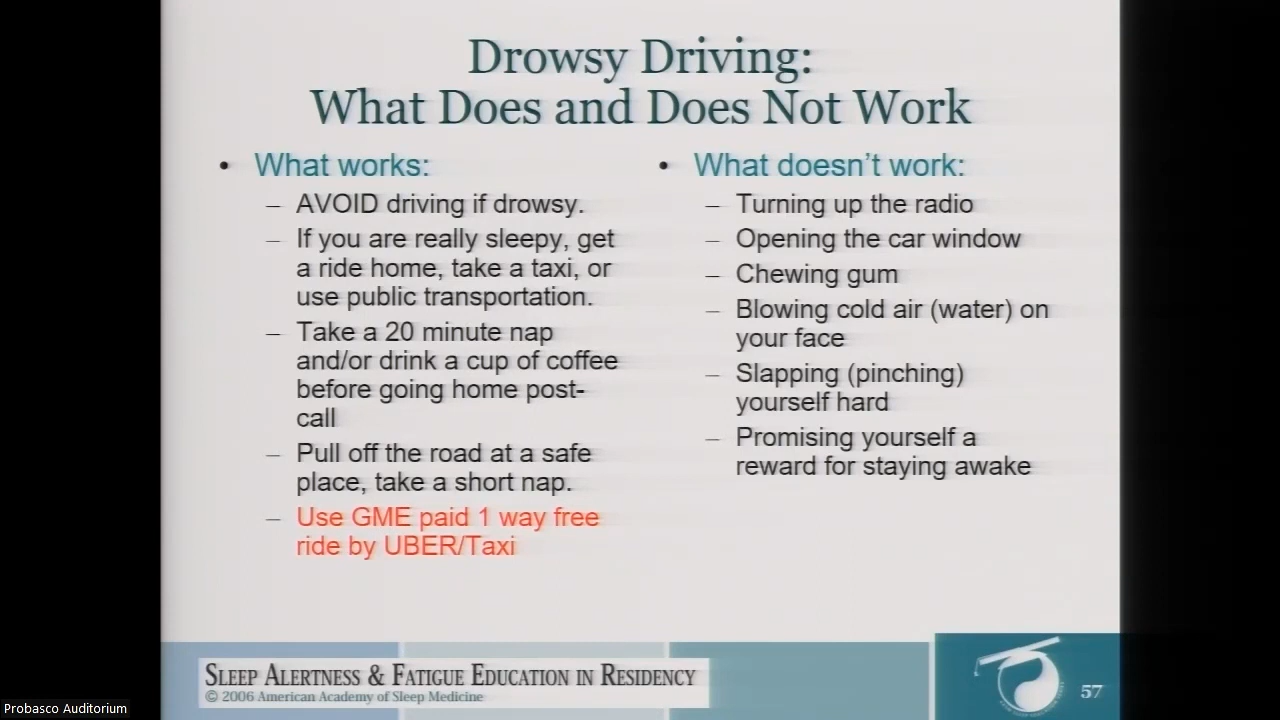 Drowsy Driving:
What Does and Does Not Work
• What works:
– AVOID driving if drowsy.
– If you are really sleepy, get
a ride home, take a taxi, or
use public transportation.
– Take a 20 minute nap
and/or drink a cup of coffee
before going home post-
call
– Pull off the road at a safe
place, take a short nap.
– Use GME paid 1 way free
ride by UBER/Taxi
• What doesn't work:
– Turning up the radio
– Opening the car window
– Chewing gum
– Blowing cold air (water) on
your face
– Slapping (pinching)
yourself hard
– Promising yourself a
reward for staying awake
SLEEP ALERTNESS & FATIGUE EDUCATION IN RESIDENCY
© 2006 American Academy of Sleep Medicine
57
Probasco Auditorium